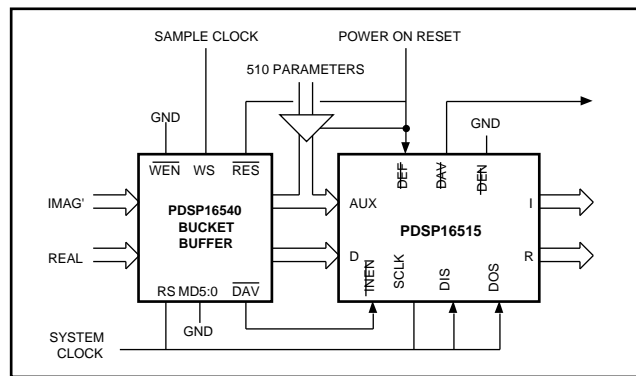 SAMPLE CLOCK
POWER ON RESET
510 PARAMETERS
GND
GND
WEN WS RES
DEF DAV DEN
IMAG'
PDSP16540
BUCKET
BUFFER
AUX
PDSP16515
I
REAL
D
R
RS MD5:0 DAV
INEN SCLK DIS DOS
GND
SYSTEM
CLOCK